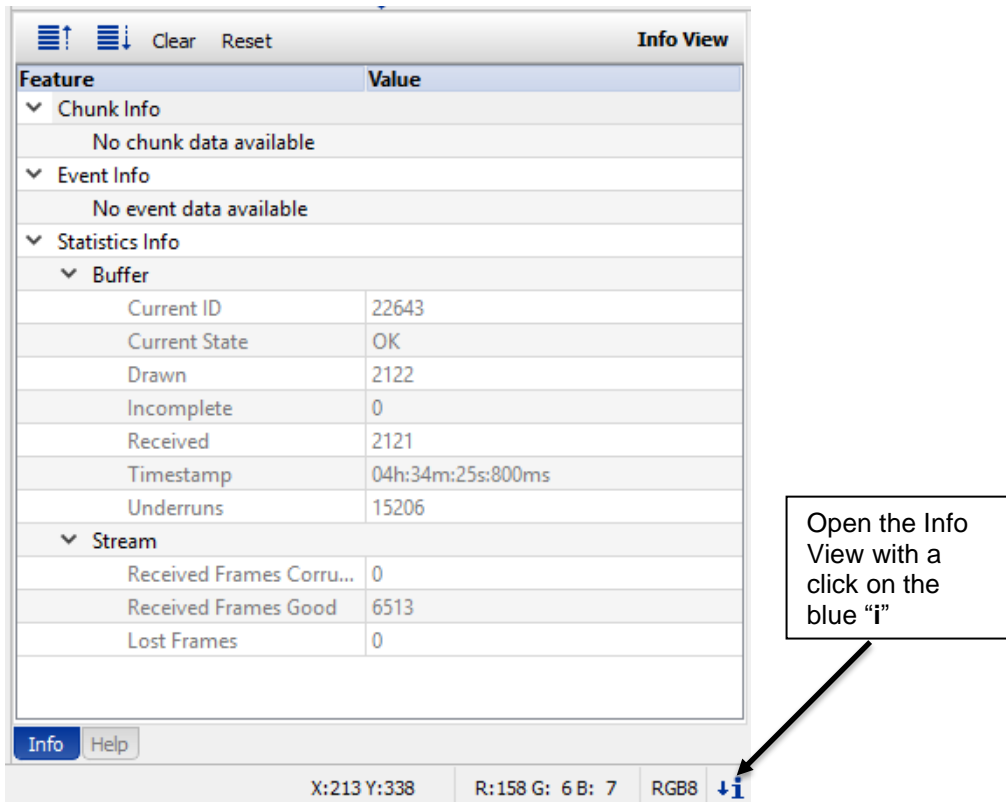 Clear Reset Info View
Feature Value
Chunk Info
No chunk data available
Event Info
No event data available
Statistics Info
Buffer
Current ID 22643
Current State OK
Drawn 2122
Incomplete 0
Received 2121
Timestamp 04h:34m:25s:800ms
Underruns 15206
Stream
Received Frames Corru... 0
Received Frames Good 6513
Lost Frames 0
Info Help
X:213 Y:338 R:158 G: 6 B: 7 RGB8 i
Open the Info
View with a
click on the
blue “i”